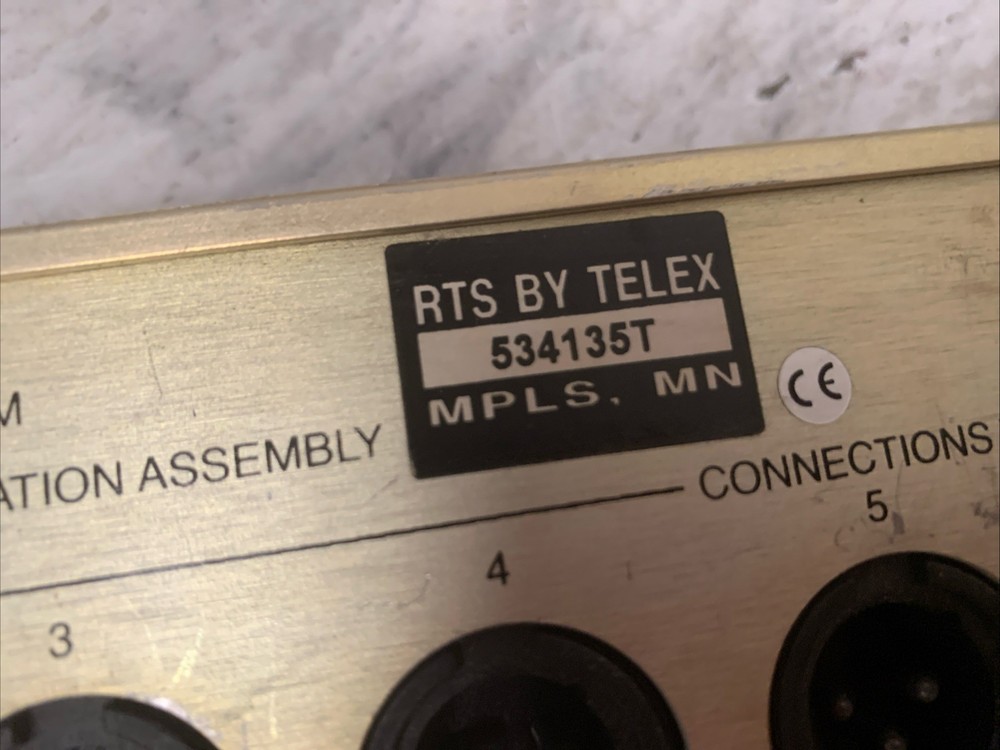 RTS BY TELEX
534135T
MPLS, MN
CE
M
ATION ASSEMBLY
CONNECTIONS
3
4
5